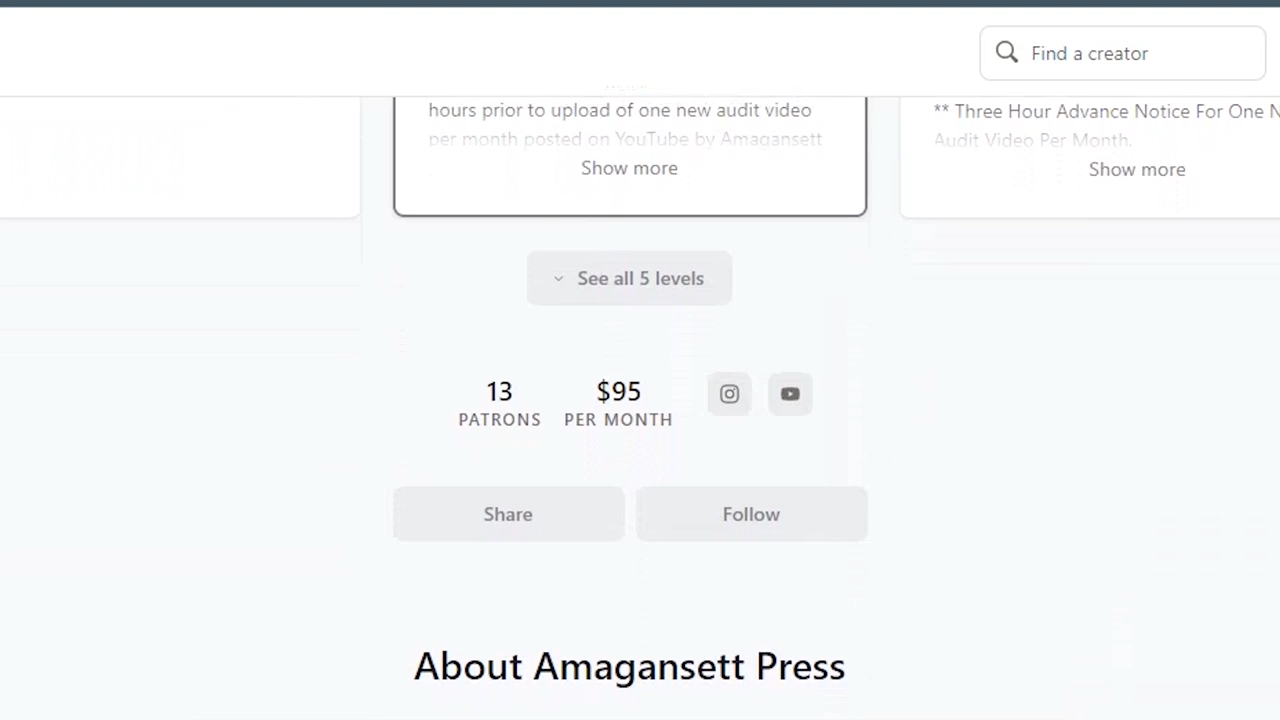 Find a creator
hours prior to upload of one new audit video
per month posted on YouTube by Amagansett
Show more
** Three Hour Advance Notice For One N
Audit Video Per Month.
Show more
See all 5 levels
13
PATRONS
$95
PER MONTH
Share
Follow
About Amagansett Press